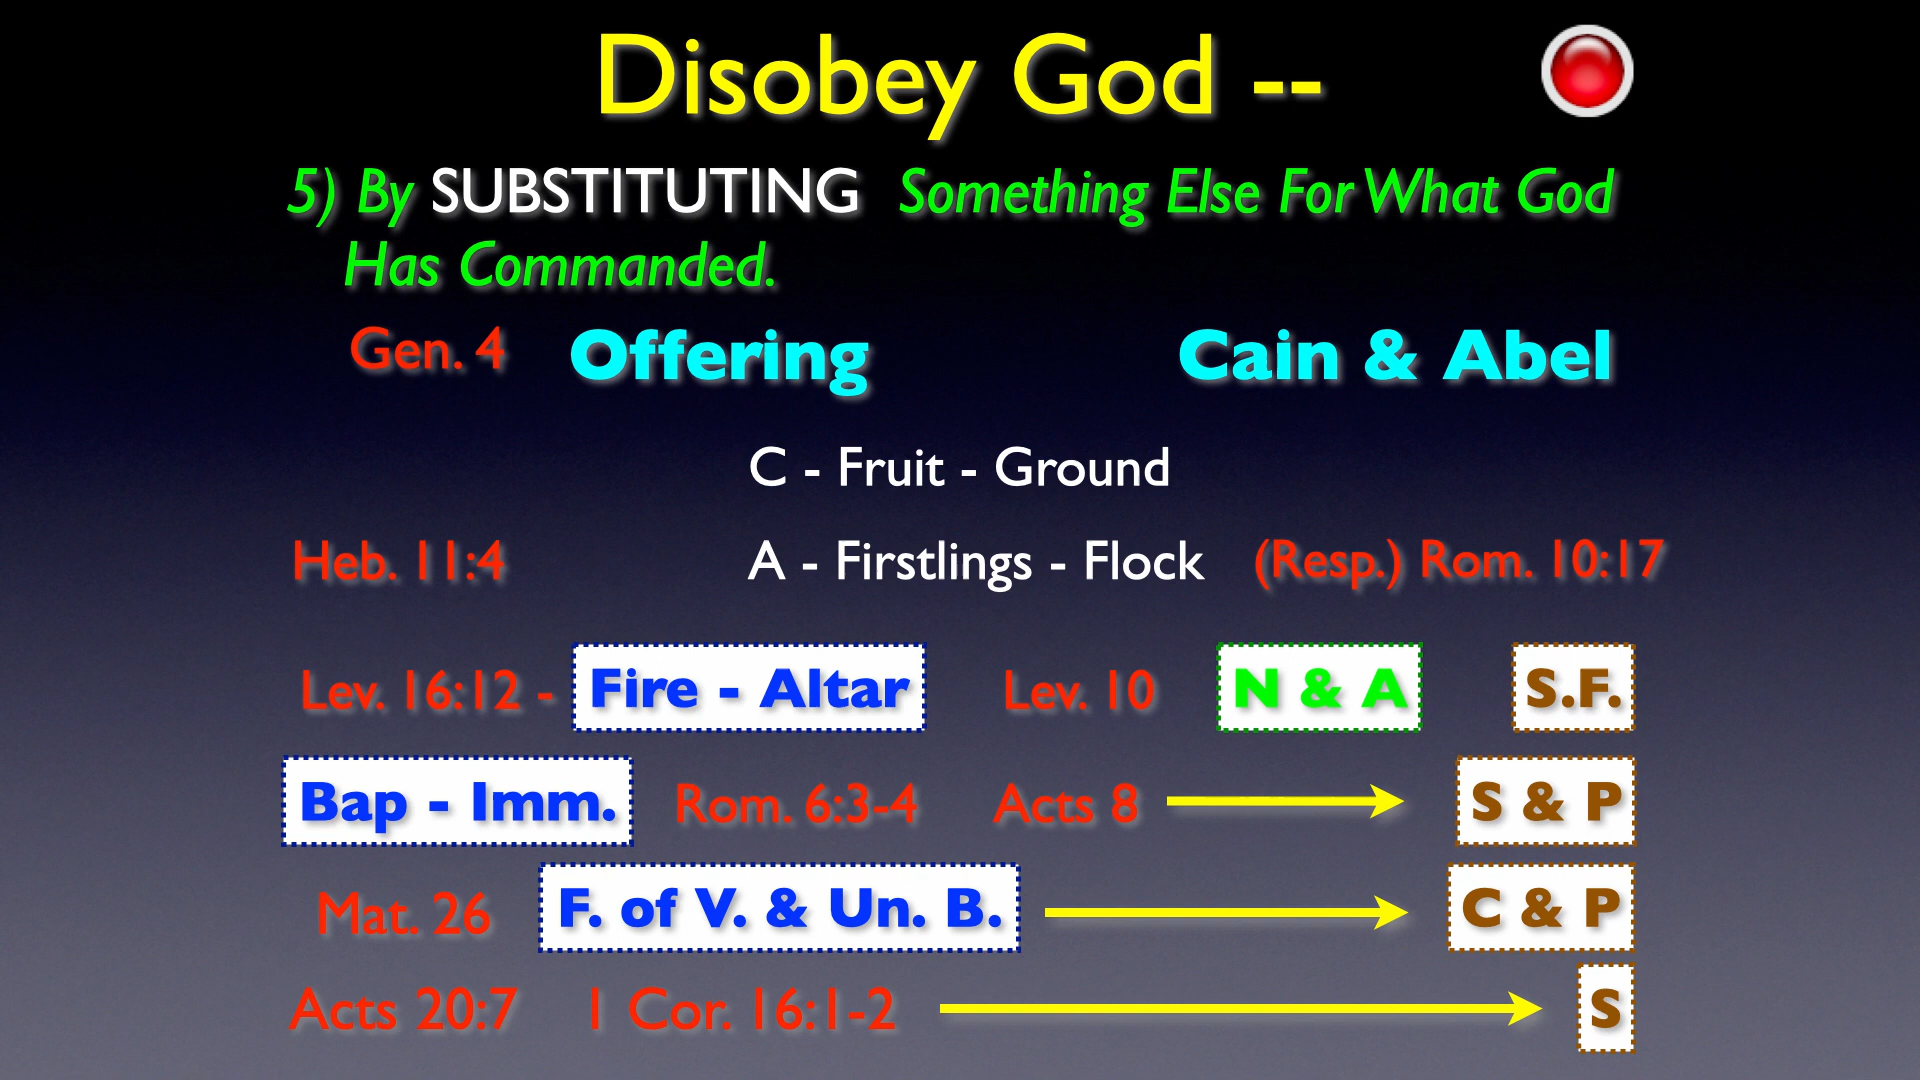 Disobey God --
5) By SUBSTITUTING Something Else For What God
Has Commanded.
Gen. 4 Offering Cain & Abel
C - Fruit - Ground
Heb. 11:4 A - Firstlings - Flock (Resp.) Rom. 10:17
Lev. 16:12 - Fire - Altar Lev. 10 N & A S.F.
Bap - Imm. Rom. 6:3-4 Acts 8 S & P
Mat. 26 F. of V. & Un. B. C & P
Acts 20:7 1 Cor. 16:1-2 S